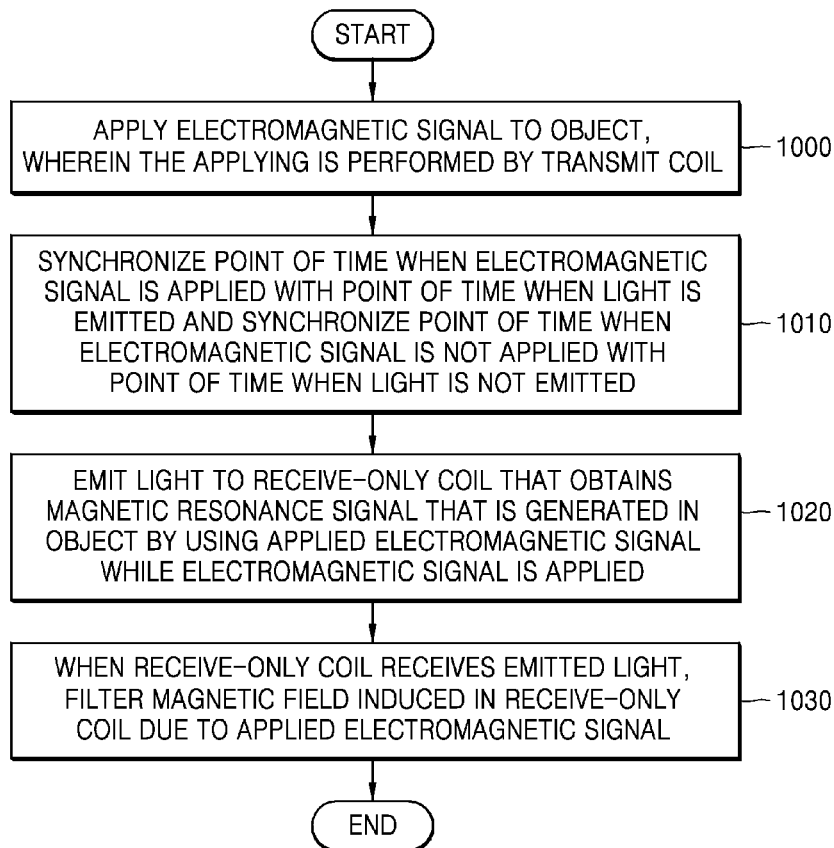 START
APPLY ELECTROMAGNETIC SIGNAL TO OBJECT,
WHEREIN THE APPLYING IS PERFORMED BY TRANSMIT COIL
1000
SYNCHRONIZE POINT OF TIME WHEN ELECTROMAGNETIC
SIGNAL IS APPLIED WITH POINT OF TIME WHEN LIGHT IS
EMITTED AND SYNCHRONIZE POINT OF TIME WHEN
ELECTROMAGNETIC SIGNAL IS NOT APPLIED WITH
POINT OF TIME WHEN LIGHT IS NOT EMITTED
1010
EMIT LIGHT TO RECEIVE-ONLY COIL THAT OBTAINS
MAGNETIC RESONANCE SIGNAL THAT IS GENERATED IN
OBJECT BY USING APPLIED ELECTROMAGNETIC SIGNAL
WHILE ELECTROMAGNETIC SIGNAL IS APPLIED
1020
WHEN RECEIVE-ONLY COIL RECEIVES EMITTED LIGHT,
FILTER MAGNETIC FIELD INDUCED IN RECEIVE-ONLY
COIL DUE TO APPLIED ELECTROMAGNETIC SIGNAL
1030
END